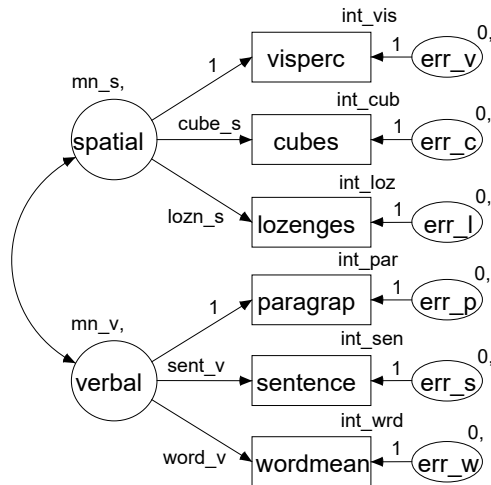 int_vis
0,
1
visperc
1
err_v
mn_s,
int_cub
0,
spatial
cube_s
cubes
1
err_c
int_loz
0,
lozn_s
lozenges
1
err_l
int_par
0,
1
paragrap
1
err_p
mn_v,
int_sen
0,
verbal
sent_v
sentence
1
err_s
int_wrd
0,
word_v
wordmean
1
err_w